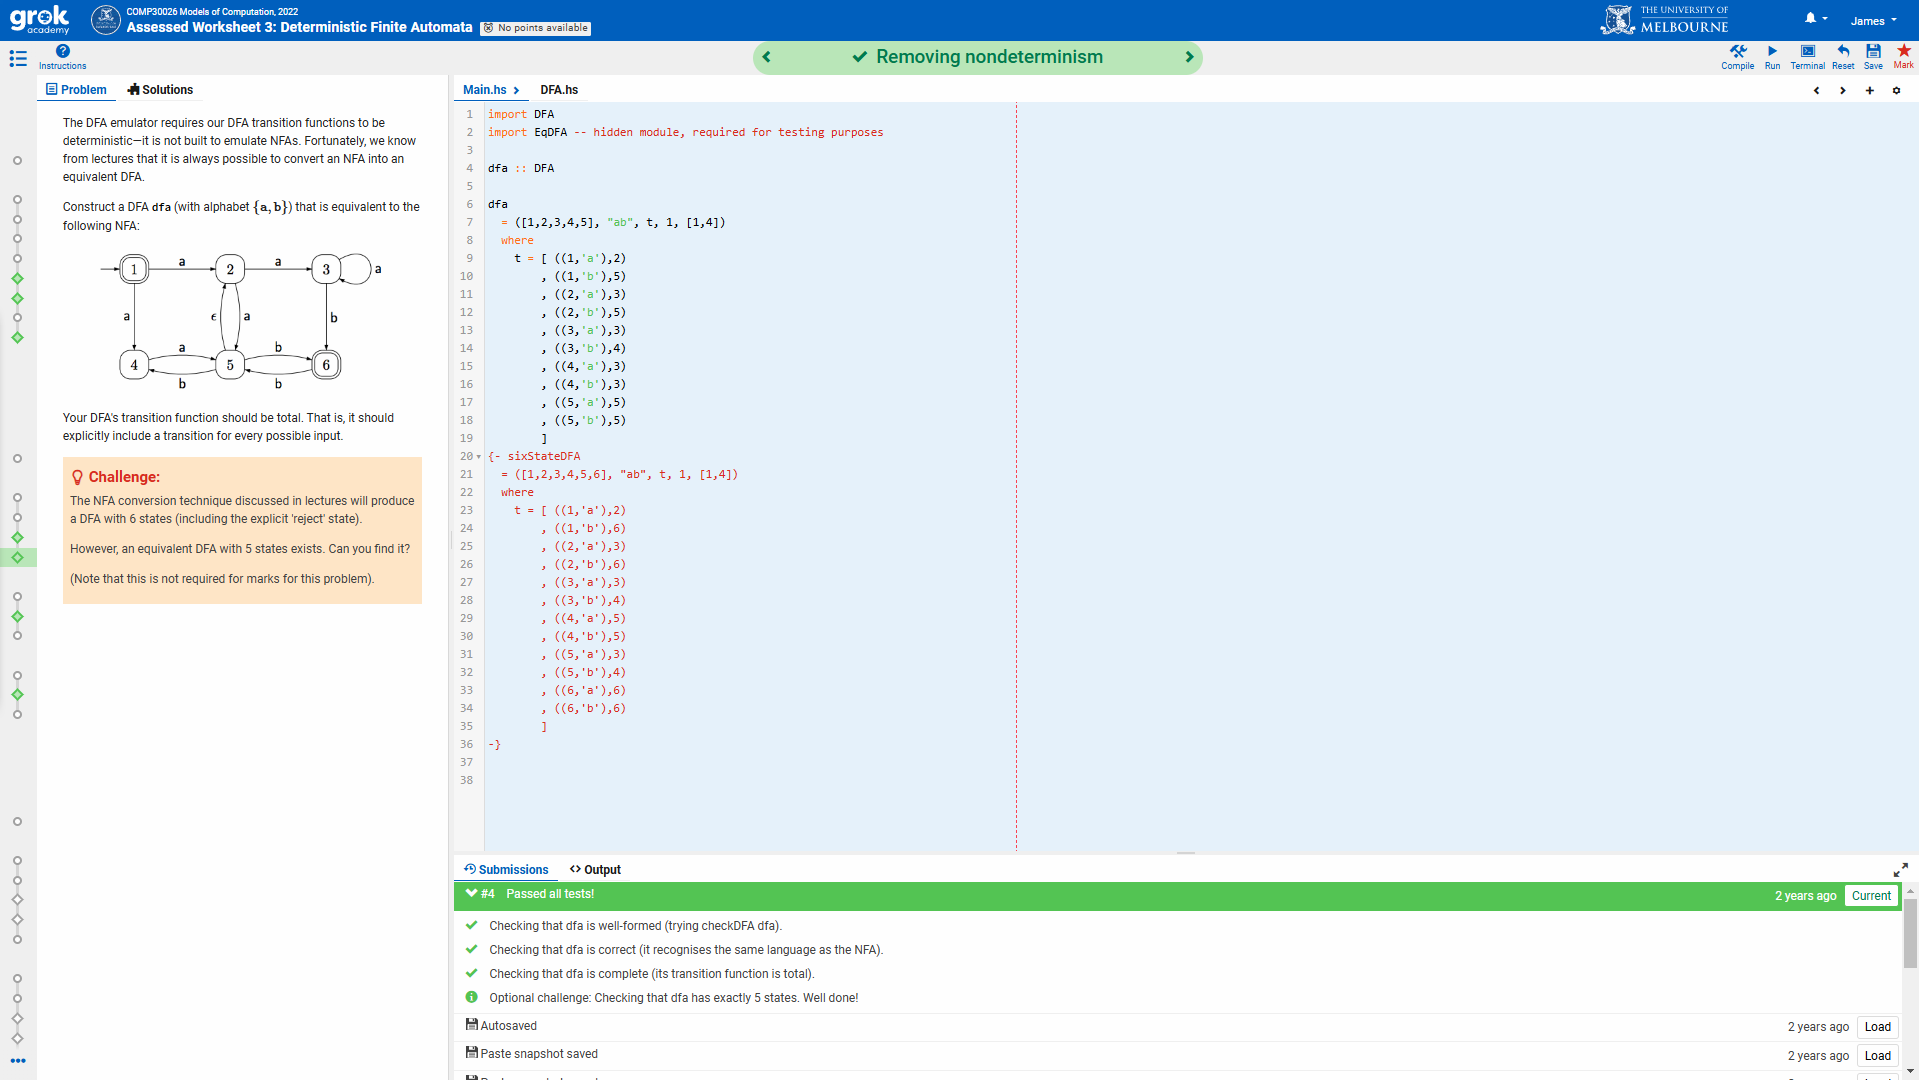 grok
academy
COMP30026 Models of Computation, 2022
Assessed Worksheet 3: Deterministic Finite Automata
No points available
THE UNIVERSITY OF
MELBOURNE
James
Instructions
Removing nondeterminism
Compile
Run
Terminal
Reset
Save
Mark
Problem
Solutions
The DFA emulator requires our DFA transition functions to be
deterministic—it is not built to emulate NFAs. Fortunately, we know
from lectures that it is always possible to convert an NFA into an
equivalent DFA.
Construct a DFA dfa (with alphabet {a, b}) that is equivalent to the
following NFA:
1
a
2
a
3
a
a
ϵ
a
b
4
a
b
5
b
b
6
Your DFA's transition function should be total. That is, it should
explicitly include a transition for every possible input.
Challenge:
The NFA conversion technique discussed in lectures will produce
a DFA with 6 states (including the explicit 'reject' state).
However, an equivalent DFA with 5 states exists. Can you find it?
(Note that this is not required for marks for this problem).
Main.hs
DFA.hs
1 import DFA
2 import EqDFA -- hidden module, required for testing purposes
3
4 dfa :: DFA
5
6 dfa
7   = ([1,2,3,4,5], "ab", t, 1, [1,4])
8   where
9     t = [ ((1,'a'),2)
10         , ((1,'b'),5)
11         , ((2,'a'),3)
12         , ((2,'b'),5)
13         , ((3,'a'),3)
14         , ((3,'b'),4)
15         , ((4,'a'),3)
16         , ((4,'b'),3)
17         , ((5,'a'),5)
18         , ((5,'b'),5)
19         ]
20 {- sixStateDFA
21   = ([1,2,3,4,5,6], "ab", t, 1, [1,4])
22   where
23     t = [ ((1,'a'),2)
24         , ((1,'b'),6)
25         , ((2,'a'),3)
26         , ((2,'b'),6)
27         , ((3,'a'),3)
28         , ((3,'b'),4)
29         , ((4,'a'),5)
30         , ((4,'b'),5)
31         , ((5,'a'),3)
32         , ((5,'b'),4)
33         , ((6,'a'),6)
34         , ((6,'b'),6)
35         ]
36 -}
37
38
Submissions
Output
#4 Passed all tests!
2 years ago
Current
Checking that dfa is well-formed (trying checkDFA dfa).
Checking that dfa is correct (it recognises the same language as the NFA).
Checking that dfa is complete (its transition function is total).
Optional challenge: Checking that dfa has exactly 5 states. Well done!
Autosaved
2 years ago
Load
Paste snapshot saved
2 years ago
Load